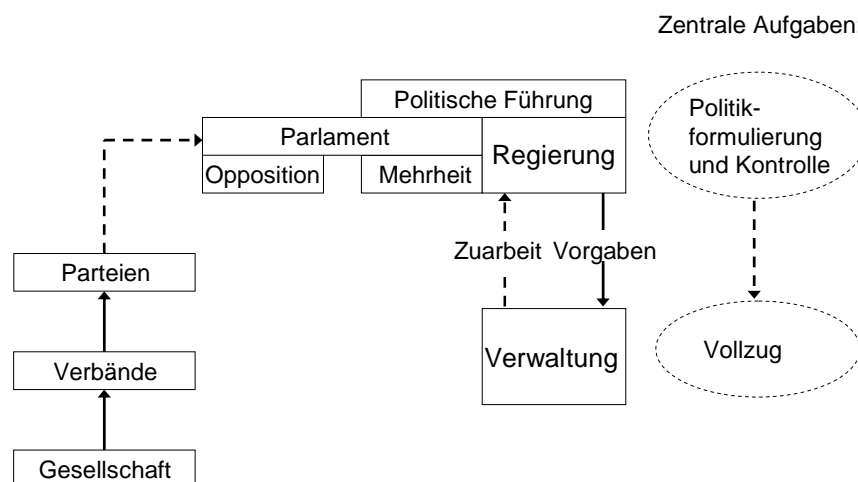 Zentrale Aufgaben:
Politische Führung
Parlament
Regierung
Opposition
Mehrheit
Politik-
formulierung
und Kontrolle
Zuarbeit
Vorgaben
Parteien
Verwaltung
Vollzug
Verbände
Gesellschaft